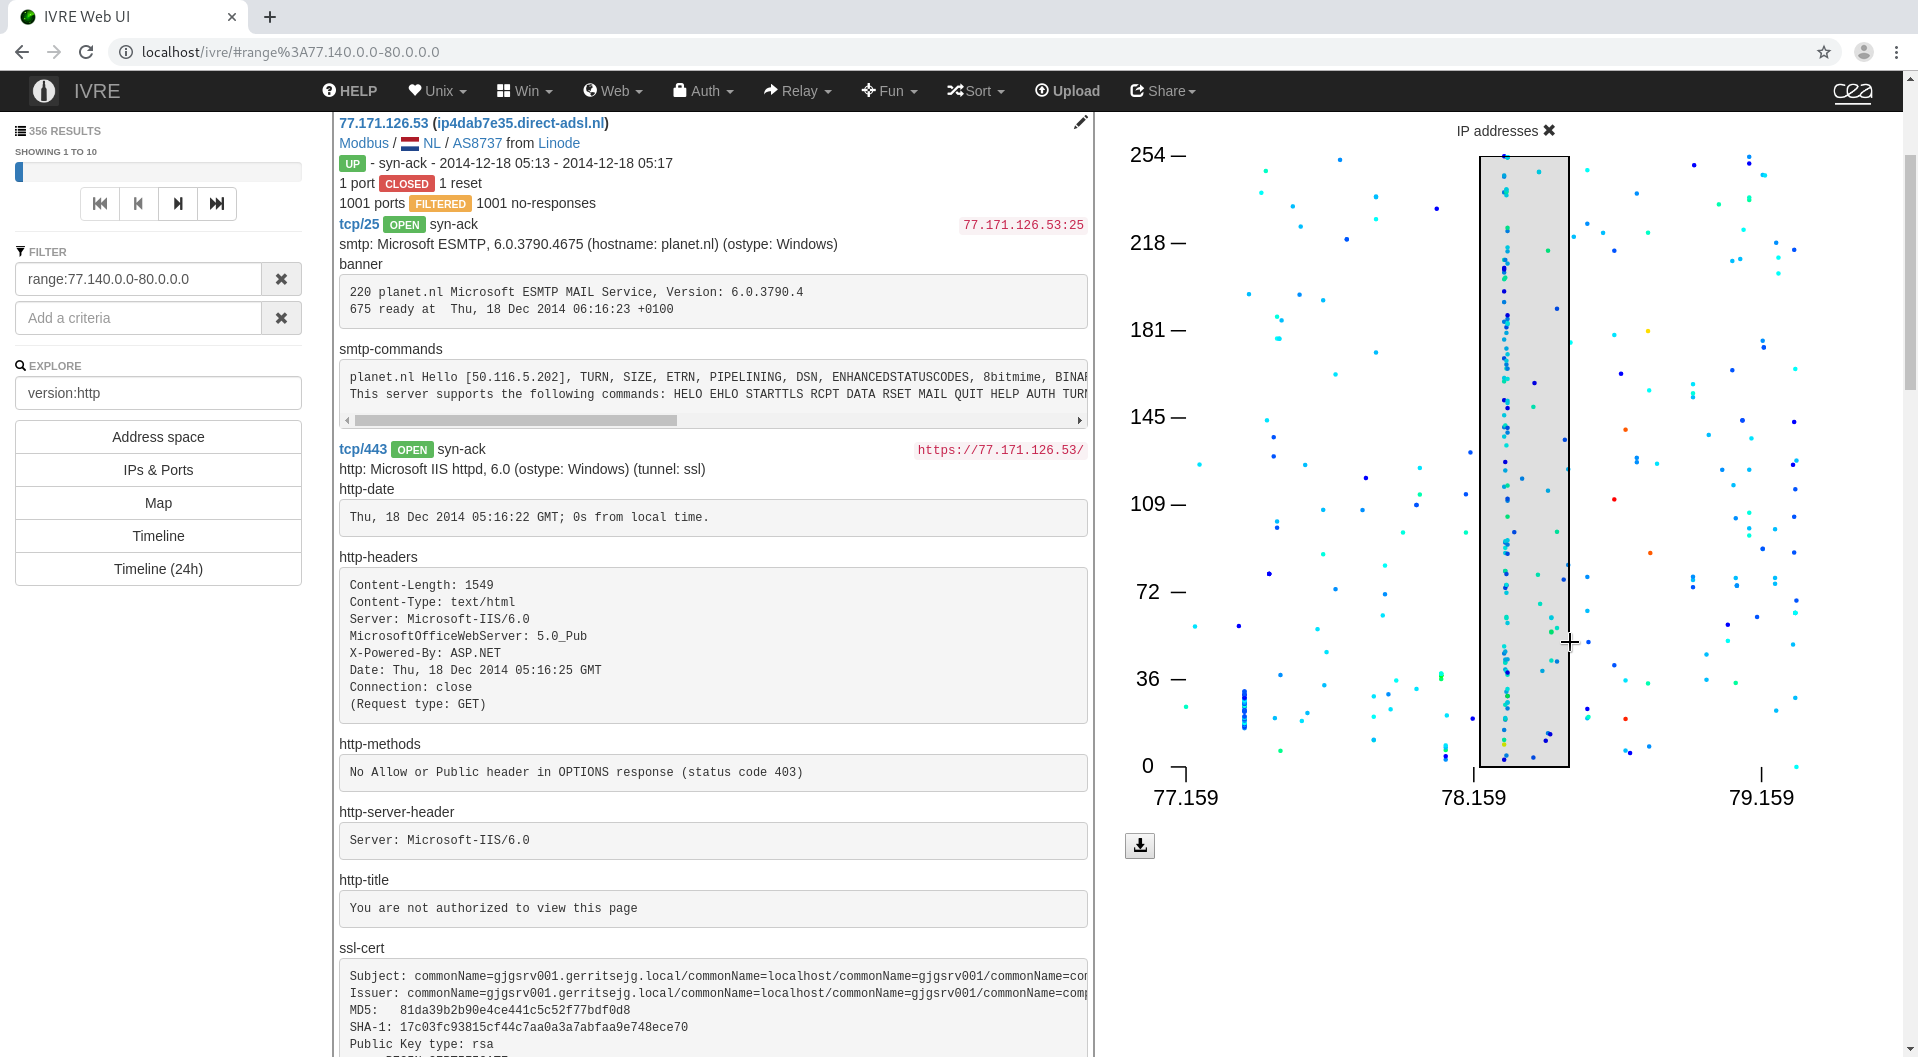 IVRE Web UI
localhost/ivre/#range%3A77.140.0.0-80.0.0.0
IVRE
HELP
Unix
Win
Web
Auth
Relay
Fun
Sort
Upload
Share
cea
356 RESULTS
SHOWING 1 TO 10
FILTER
range:77.140.0.0-80.0.0.0
Add a criteria
EXPLORE
version:http
Address space
IPs & Ports
Map
Timeline
Timeline (24h)
77.171.126.53 (ip4dab7e35.direct-adsl.nl)
Modbus / NL / AS8737 from Linode
UP - syn-ack - 2014-12-18 05:13 - 2014-12-18 05:17
1 port CLOSED 1 reset
1001 ports FILTERED 1001 no-responses
tcp/25 OPEN syn-ack 77.171.126.53:25
smtp: Microsoft ESMTP, 6.0.3790.4675 (hostname: planet.nl) (ostype: Windows)
banner
220 planet.nl Microsoft ESMTP MAIL Service, Version: 6.0.3790.4
675 ready at  Thu, 18 Dec 2014 06:16:23 +0100
smtp-commands
planet.nl Hello [50.116.5.202], TURN, SIZE, ETRN, PIPELINING, DSN, ENHANCEDSTATUSCODES, 8bitmime, BINAR
This server supports the following commands: HELO EHLO STARTTLS RCPT DATA RSET MAIL QUIT HELP AUTH TURN
tcp/443 OPEN syn-ack https://77.171.126.53/
http: Microsoft IIS httpd, 6.0 (ostype: Windows) (tunnel: ssl)
http-date
Thu, 18 Dec 2014 05:16:22 GMT; 0s from local time.
http-headers
Content-Length: 1549
Content-Type: text/html
Server: Microsoft-IIS/6.0
MicrosoftOfficeWebServer: 5.0_Pub
X-Powered-By: ASP.NET
Date: Thu, 18 Dec 2014 05:16:25 GMT
Connection: close
(Request type: GET)
http-methods
No Allow or Public header in OPTIONS response (status code 403)
http-server-header
Server: Microsoft-IIS/6.0
http-title
You are not authorized to view this page
ssl-cert
Subject: commonName=gjgsrv001.gerritsejg.local/commonName=localhost/commonName=gjgsrv001/commonName=com
Issuer: commonName=gjgsrv001.gerritsejg.local/commonName=localhost/commonName=gjgsrv001/commonName=comp
MD5:   81da39b2b90e4ce441c5c52f77bdf0d8
SHA-1: 17c03fc93815cf44c7aa0a3a7abfaa9e748ece70
Public Key type: rsa
IP addresses
254
218
181
145
109
72
36
0
77.159
78.159
79.159